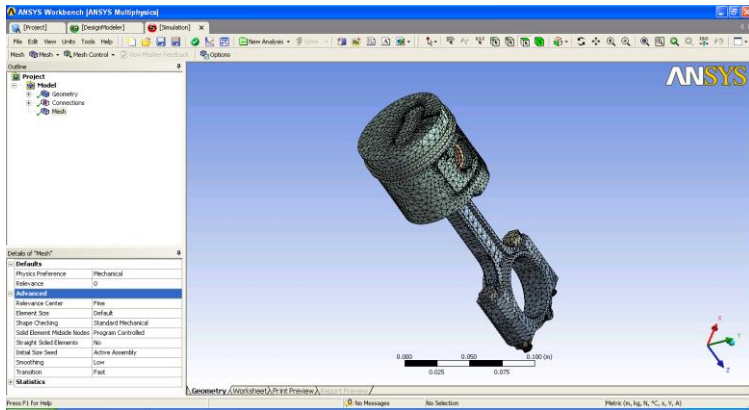 ANSYS Workbench [ANSYS Multiphysics]
[Project] [DesignModeler] [Simulation]
File Edit View Units Tools Help New Analysis Solve
Mesh Mesh Mesh Control View Mesher Feedback Options
Outline
Project
Model
Geometry
Connections
Mesh
ANSYS
Details of "Mesh"
Defaults
Physics Preference Mechanical
Relevance 0
Advanced
Relevance Center Fine
Element Size Default
Shape Checking Standard Mechanical
Solid Element Midside Nodes Program Controlled
Straight Sided Elements No
Initial Size Seed Active Assembly
Smoothing Low
Transition Fast
Statistics
0.000 0.050 0.100 (m)
0.025 0.075
X
Y
Z
Geometry Worksheet Print Preview Report Preview
Press F1 for Help No Messages No Selection Metric (m, kg, N, °C, s, V, A)